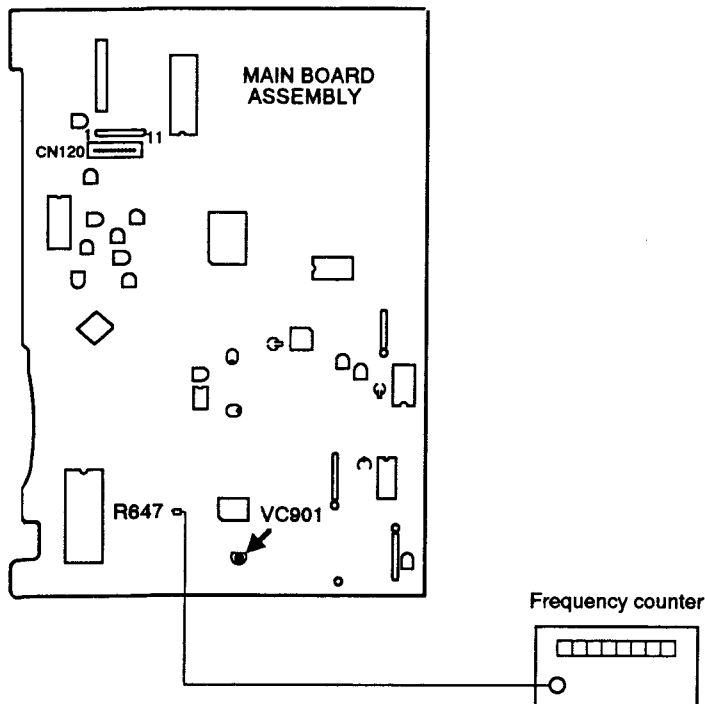 MAIN BOARD
ASSEMBLY
1
11
CN120
R647
VC901
Frequency counter